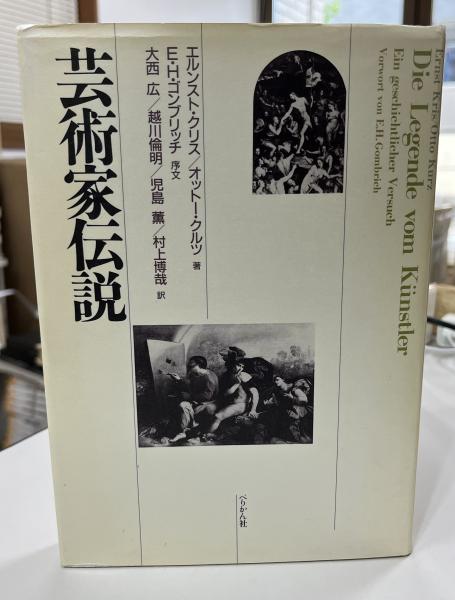 芸術家伝説
エルンスト・クリス／オットー・クルツ 著
E・H・ゴンブリッチ 序文
大西 広／越川倫明／児島 薫／村上博哉 訳
Ernst Kris Otto Kurz
Die Legende vom Künstler
Ein geschichtlicher Versuch
Vorwort von E.H. Gombrich
ぺりかん社